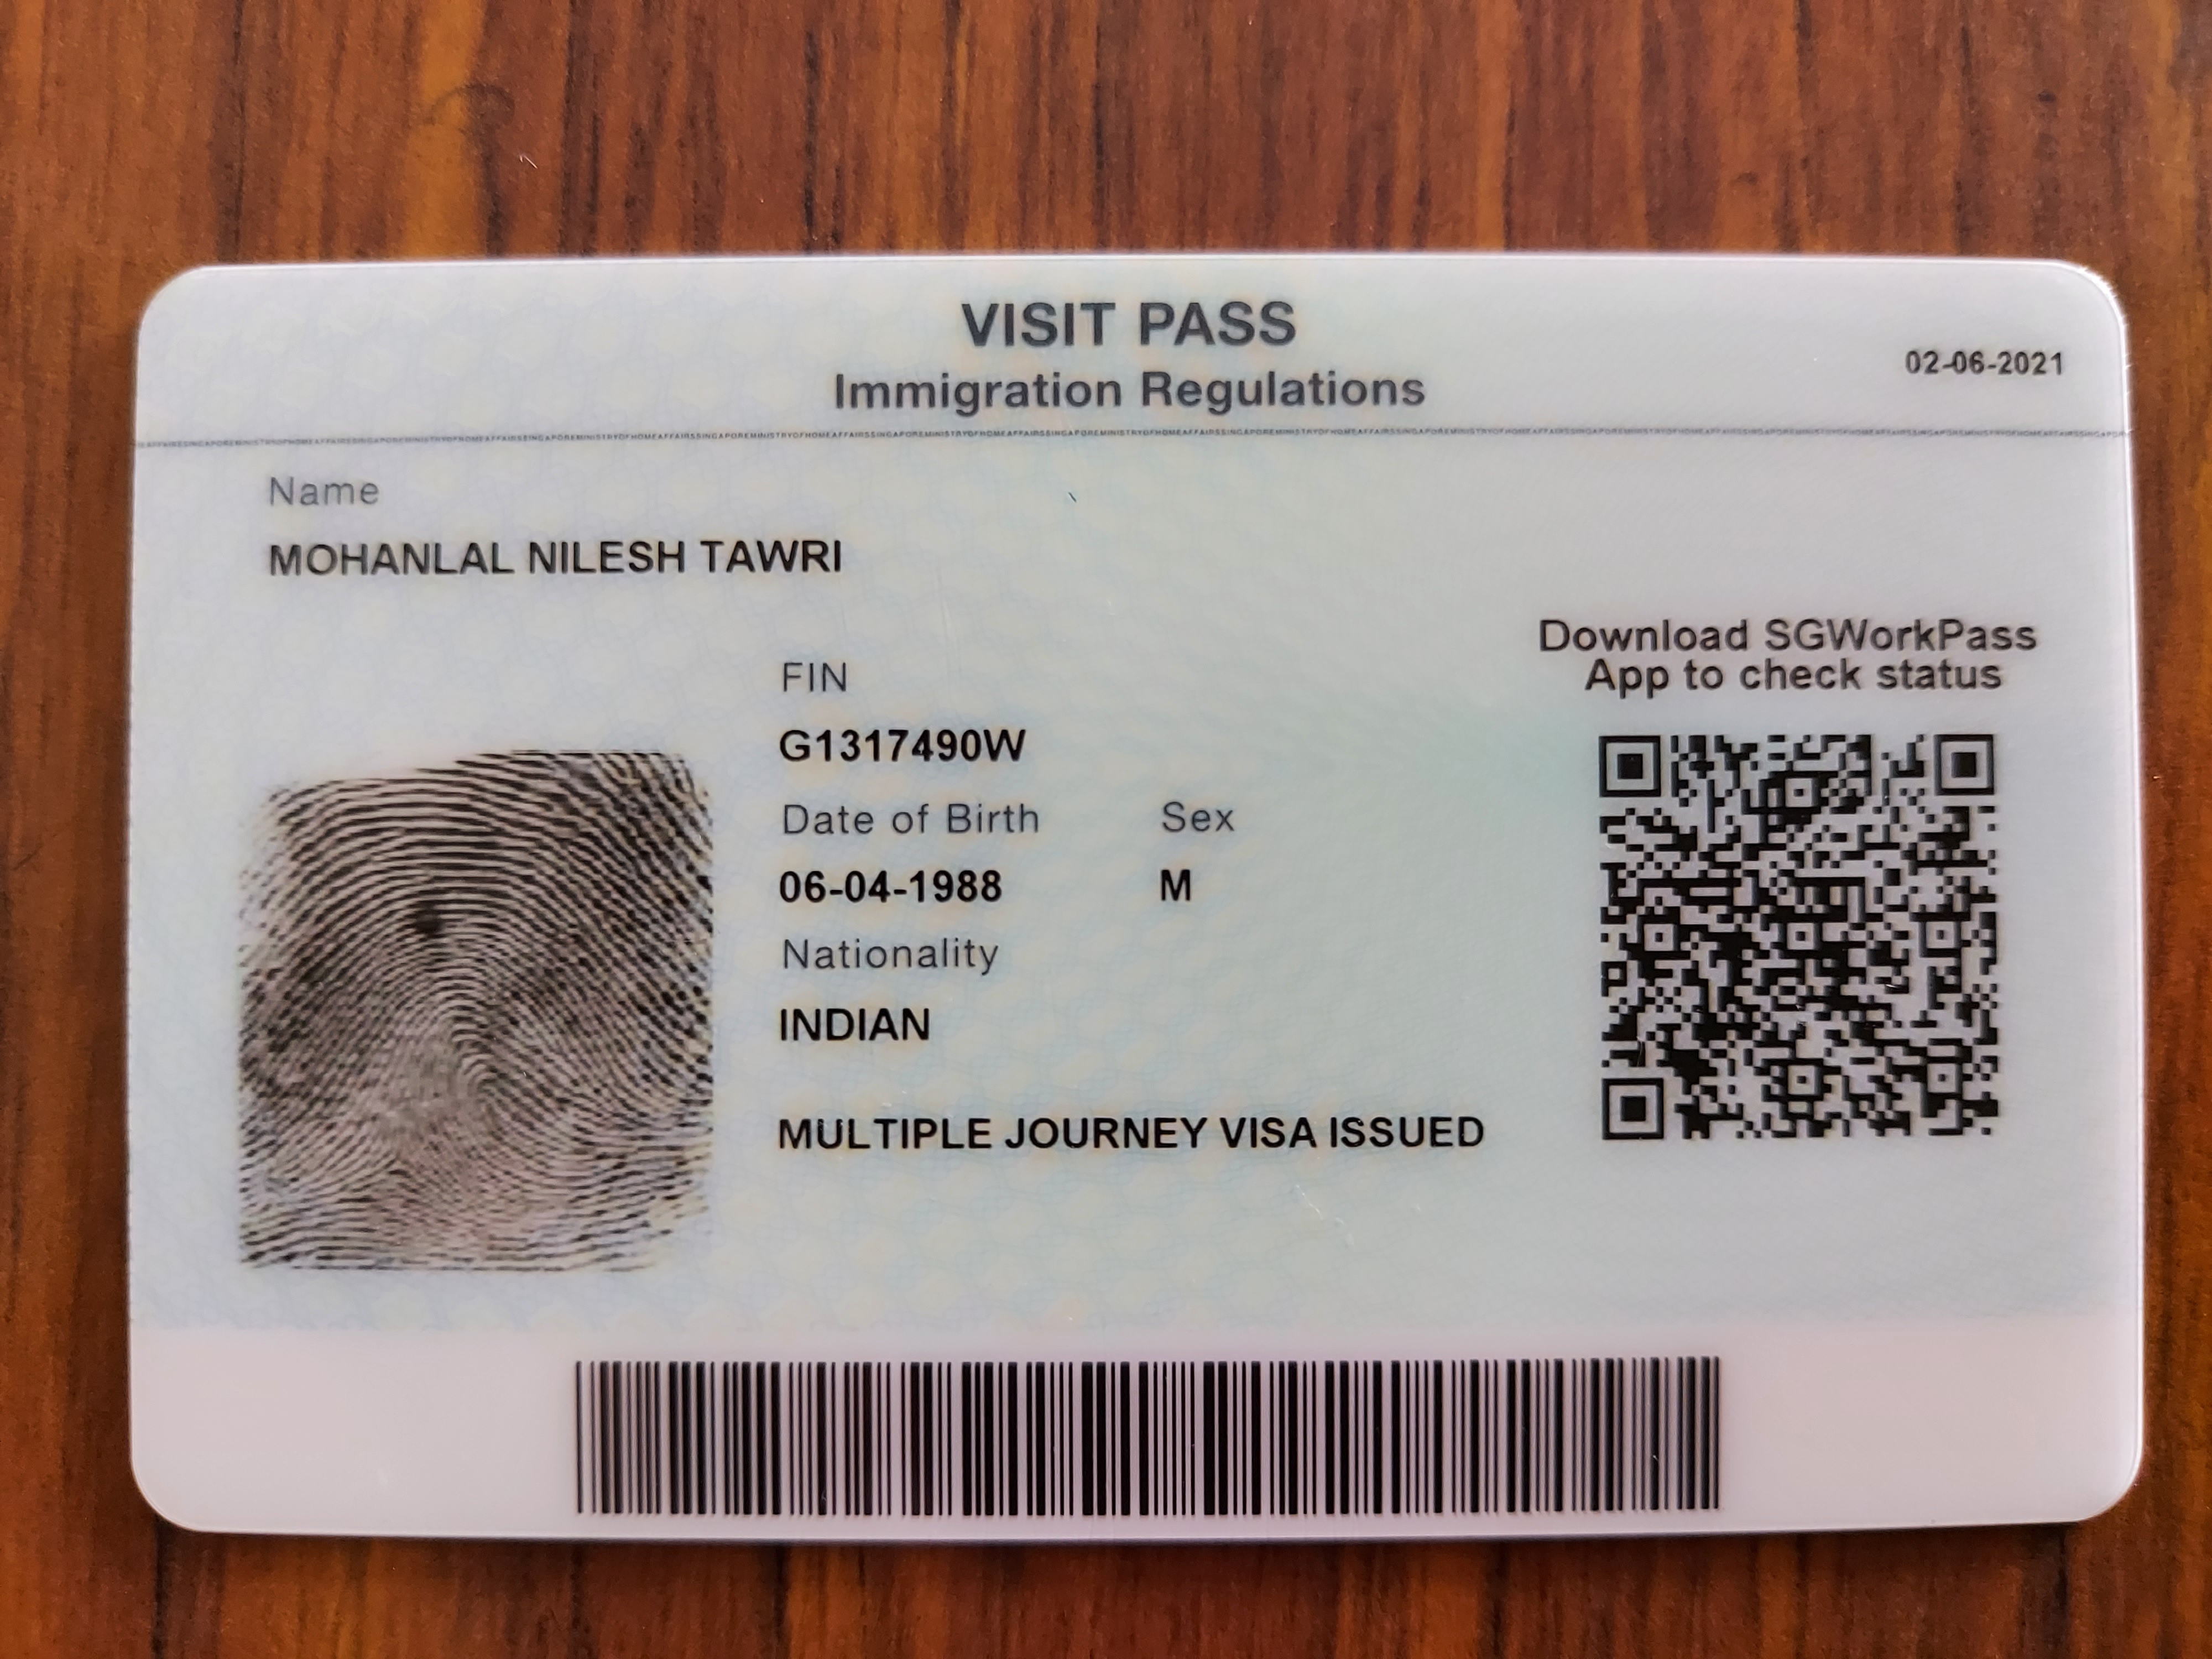 VISIT PASS
Immigration Regulations
02-06-2021
Name
MOHANLAL NILESH TAWRI
FIN
G1317490W
Date of Birth Sex
06-04-1988 M
Nationality
INDIAN
MULTIPLE JOURNEY VISA ISSUED
Download SGWorkPass
App to check status